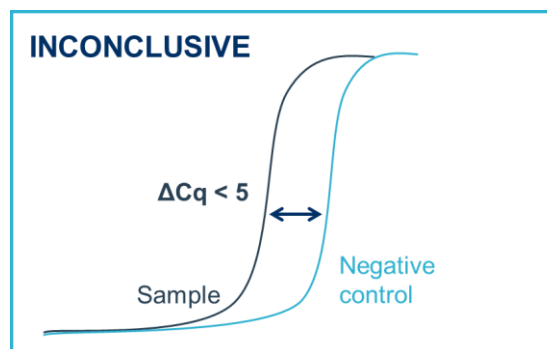 INCONCLUSIVE
ΔCq < 5
Sample
Negative
control